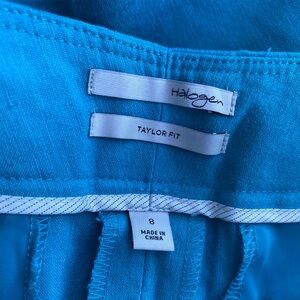 Halogen
TAYLOR FIT
8
MADE IN
CHINA